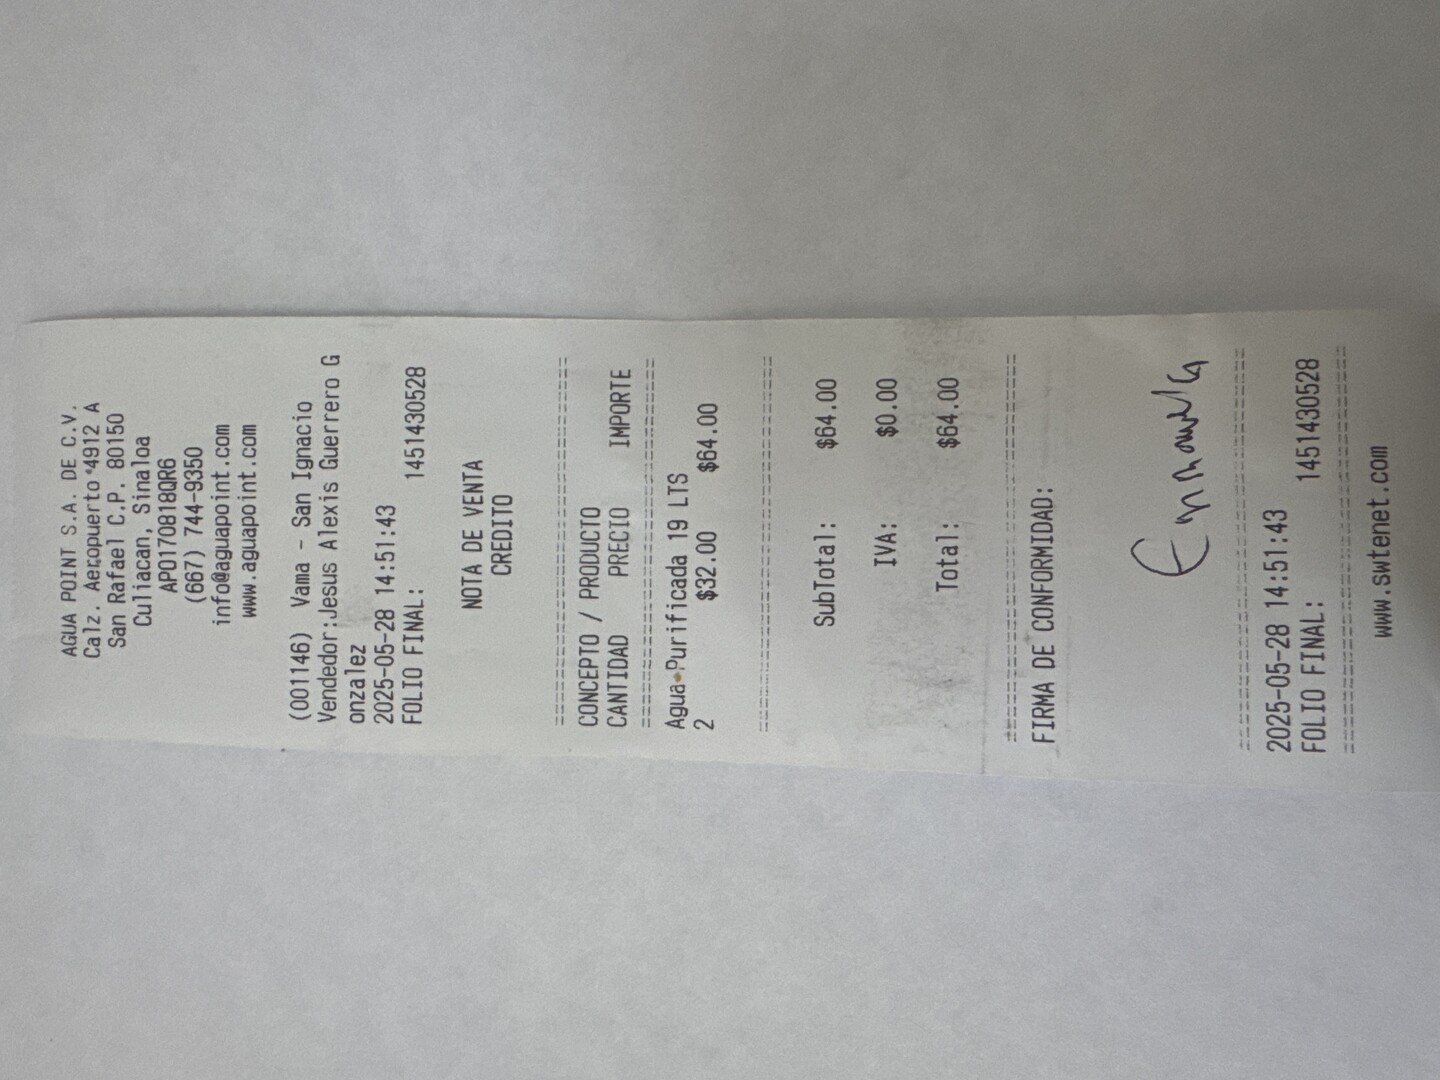 AGUA POINT S.A. DE C.V.
Calz. Aeropuerto 4912 A
San Rafael C.P. 80150
Culiacan, Sinaloa
APO170818QR6
(667) 744-9350
info@aguapoint.com
www.aguapoint.com
(001146) Vama - San Ignacio
Vendedor:Jesus Alexis Guerrero G
onzalez
2025-05-28 14:51:43
FOLIO FINAL: 1451430528
NOTA DE VENTA
CREDITO
================================
CONCEPTO / PRODUCTO
CANTIDAD PRECIO IMPORTE
================================
Agua Purificada 19 LTS
2 $32.00 $64.00
================================
SubTotal: $64.00
IVA: $0.00
Total: $64.00
================================
FIRMA DE CONFORMIDAD:
================================
2025-05-28 14:51:43
FOLIO FINAL: 1451430528
================================
www.swtenet.com